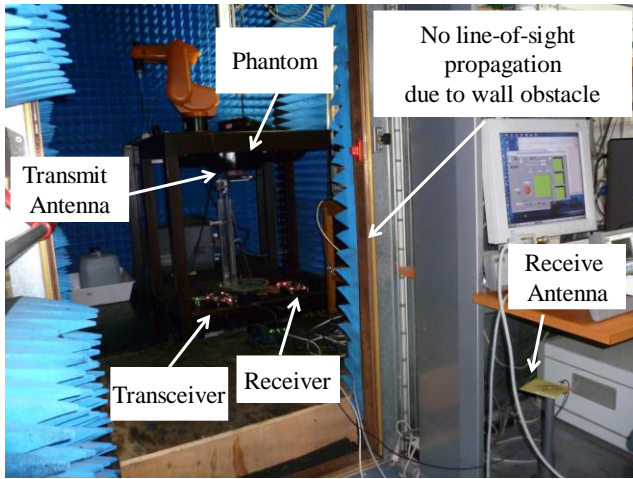 No line-of-sight
propagation
due to wall obstacle
Phantom
Transmit
Antenna
Receive
Antenna
Transceiver
Receiver